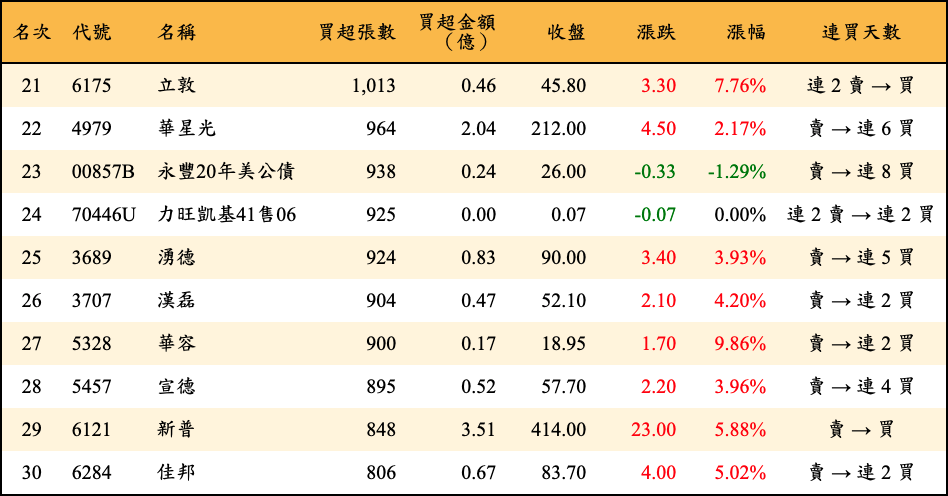 名次 代號 名稱 買超張數 買超金額（億） 收盤 漲跌 漲幅 連買天數
21 6175 立敦 1,013 0.46 45.80 3.30 7.76% 連 2 賣 → 買
22 4979 華星光 964 2.04 212.00 4.50 2.17% 賣 → 連 6 買
23 00857B 永豐20年美公債 938 0.24 26.00 -0.33 -1.29% 賣 → 連 8 買
24 70446U 力旺凱基41售06 925 0.00 0.07 -0.07 0.00% 連 2 賣 → 連 2 買
25 3689 湧德 924 0.83 90.00 3.40 3.93% 賣 → 連 5 買
26 3707 漢磊 904 0.47 52.10 2.10 4.20% 賣 → 連 2 買
27 5328 華容 900 0.17 18.95 1.70 9.86% 賣 → 連 2 買
28 5457 宣德 895 0.52 57.70 2.20 3.96% 賣 → 連 4 買
29 6121 新普 848 3.51 414.00 23.00 5.88% 賣 → 買
30 6284 佳邦 806 0.67 83.70 4.00 5.02% 賣 → 連 2 買